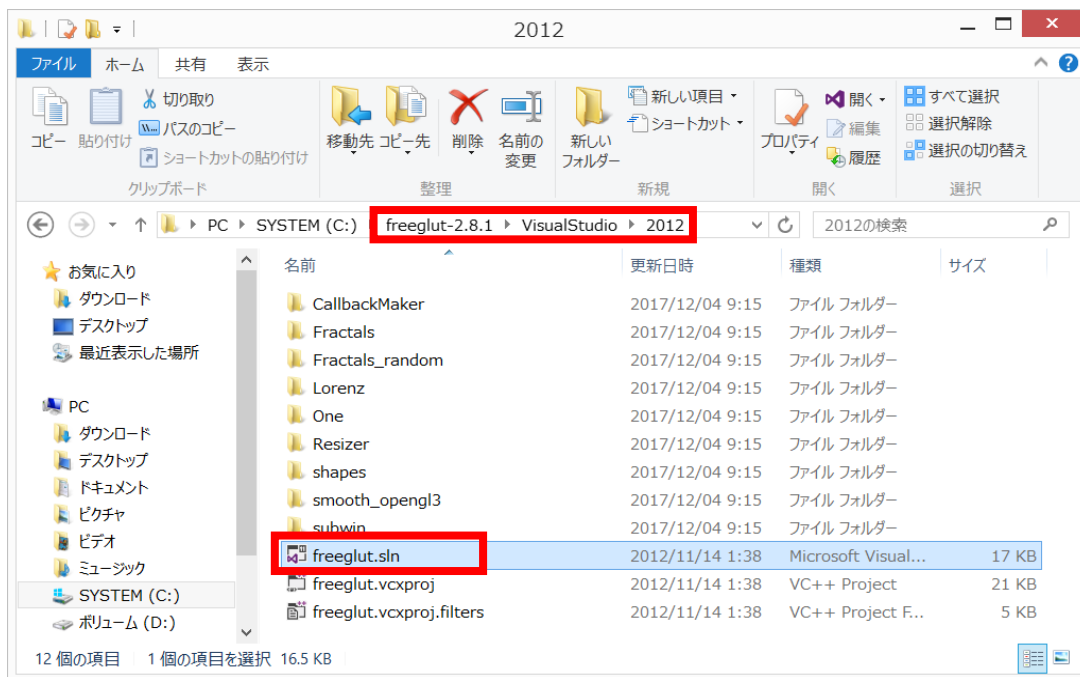 2012
ファイル ホーム 共有 表示
コピー 貼り付け 切り取り パスのコピー ショートカットの貼り付け
移動先 コピー先 削除 名前の変更
新しいフォルダー 新しい項目 ショートカット
プロパティ 開く 編集 履歴
すべて選択 選択解除 選択の切り替え
クリップボード 整理 新規 開く 選択
PC SYSTEM (C:) freeglut-2.8.1 VisualStudio 2012 2012の検索
お気に入り
ダウンロード
デスクトップ
最近表示した場所
PC
ダウンロード
デスクトップ
ドキュメント
ピクチャ
ビデオ
ミュージック
SYSTEM (C:)
ボリューム (D:)
名前 更新日時 種類 サイズ
CallbackMaker 2017/12/04 9:15 ファイル フォルダー
Fractals 2017/12/04 9:15 ファイル フォルダー
Fractals_random 2017/12/04 9:15 ファイル フォルダー
Lorenz 2017/12/04 9:15 ファイル フォルダー
One 2017/12/04 9:15 ファイル フォルダー
Resizer 2017/12/04 9:15 ファイル フォルダー
shapes 2017/12/04 9:15 ファイル フォルダー
smooth_opengl3 2017/12/04 9:15 ファイル フォルダー
subwin 2017/12/04 9:15 ファイル フォルダー
freeglut.sln 2012/11/14 1:38 Microsoft Visual... 17 KB
freeglut.vcxproj 2012/11/14 1:38 VC++ Project 21 KB
freeglut.vcxproj.filters 2012/11/14 1:38 VC++ Project F... 5 KB
12 個の項目 1 個の項目を選択 16.5 KB